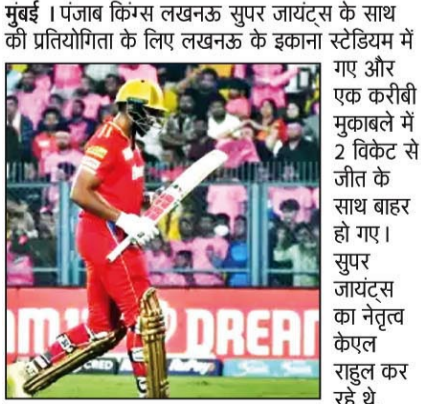 मुंबई । पंजाब किंग्स लखनऊ सुपर जायंट्स के साथ
की प्रतियोगिता के लिए लखनऊ के इकाना स्टेडियम में
गए और
एक करीबी
मुकाबले में
2 विकेट से
जीत के
साथ बाहर
हो गए।
सुपर
जायंट्स
का नेतृत्व
केएल
राहुल कर
रहे थे
DREAM
CRED